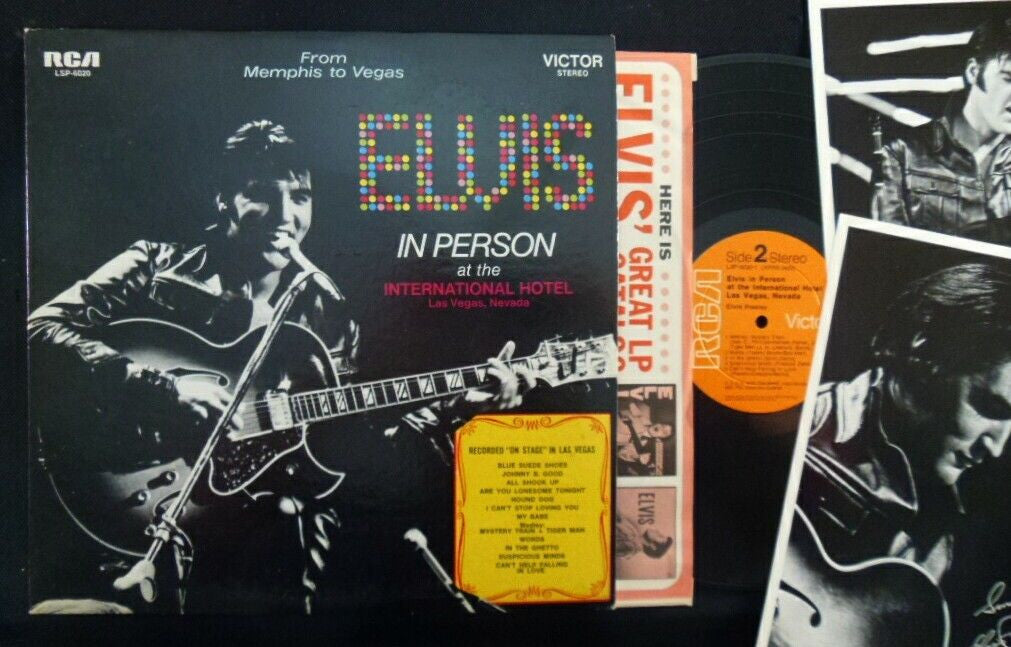 RCA
LSP-6020
From
Memphis to Vegas
VICTOR
STEREO
ELVIS
IN PERSON
at the
INTERNATIONAL HOTEL
Las Vegas, Nevada
RECORDED "ON STAGE" IN LAS VEGAS
BLUE SUEDE SHOES
JOHNNY B. GOOD
ALL SHOOK UP
ARE YOU LONESOME TONIGHT
HOUND DOG
I CAN'T STOP LOVING YOU
MY BABE
Medley:
MYSTERY TRAIN & TIGER MAN
WORDS
IN THE GHETTO
SUSPICIOUS MINDS
CAN'T HELP FALLING
IN LOVE
HERE IS
ELVIS' GREAT LP
ELVI
ELVIS
Side 2 Stereo
Elvis in Person
at the International Hotel
Las Vegas, Nevada
Elvis Presley
RCA
Victo